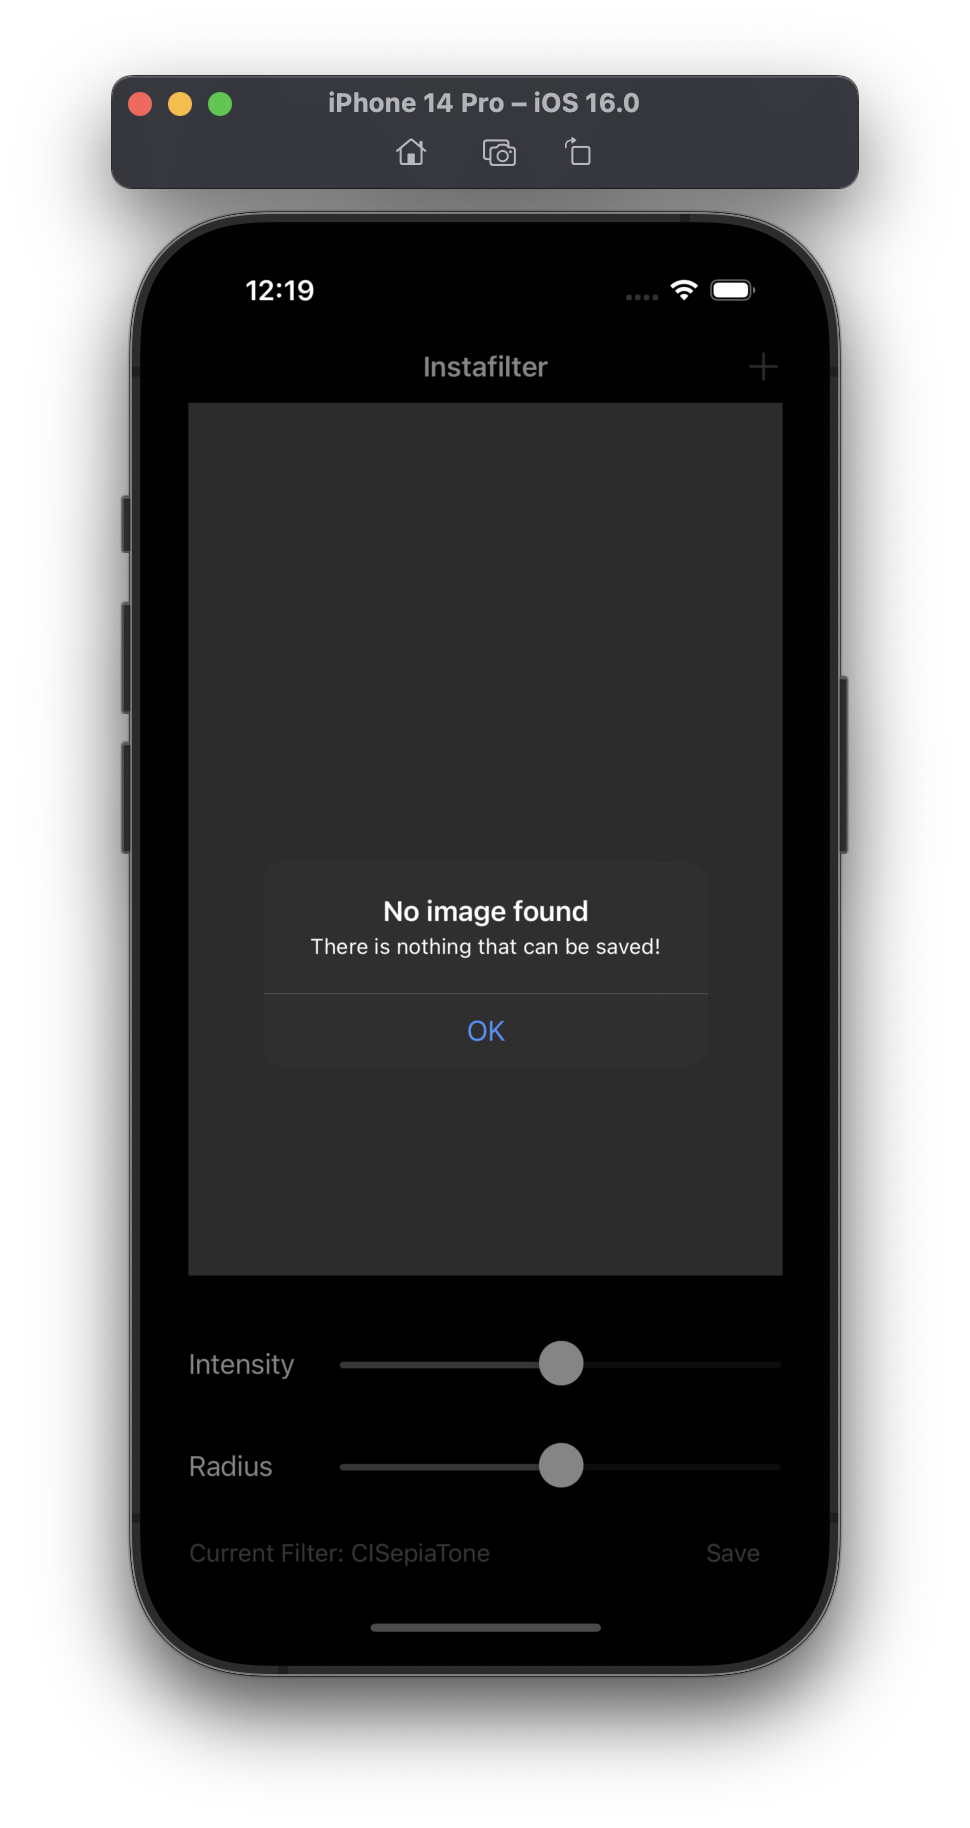 iPhone 14 Pro – iOS 16.0
12:19
Instafilter
No image found
There is nothing that can be saved!
OK
Intensity
Radius
Current Filter: CISepiaTone Save